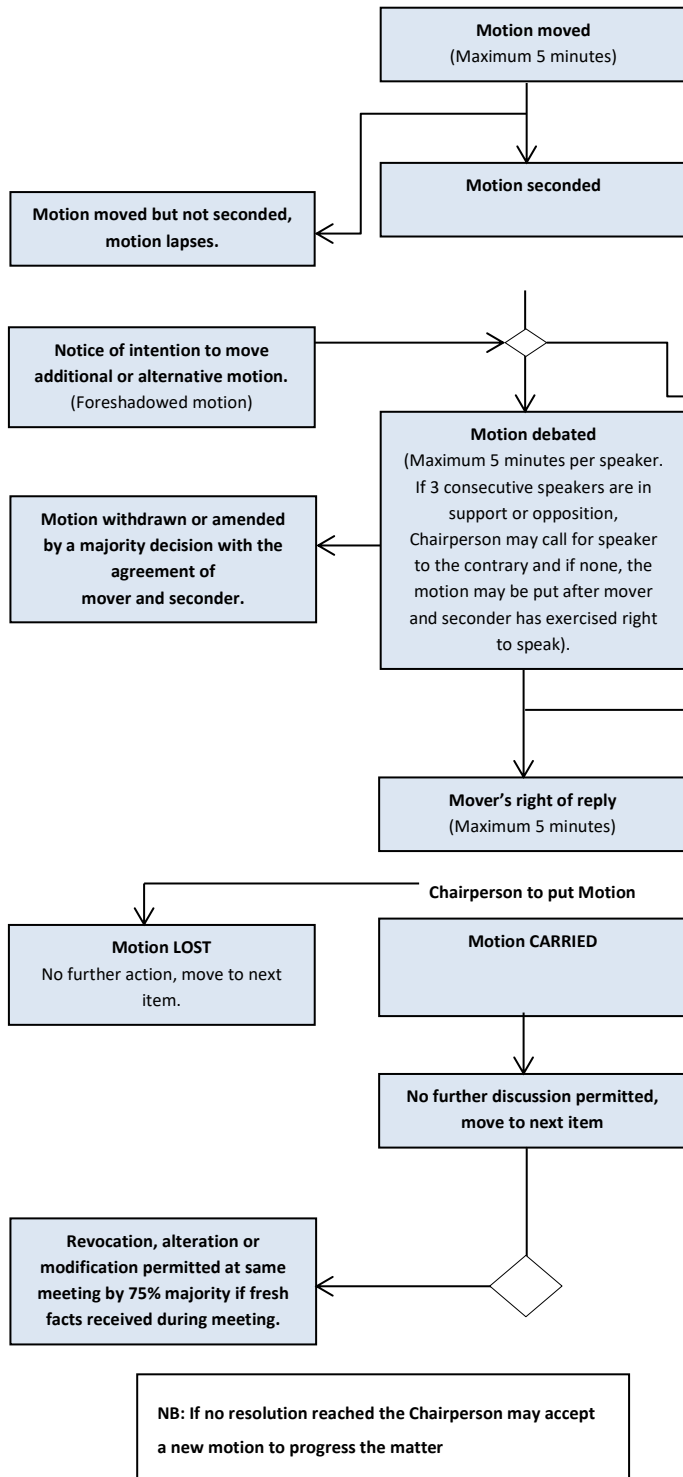 Motion moved
(Maximum 5 minutes)
Motion seconded
Motion moved but not seconded,
motion lapses.
Notice of intention to move
additional or alternative motion.
(Foreshadowed motion)
Motion debated
(Maximum 5 minutes per speaker.
If 3 consecutive speakers are in
support or opposition,
Chairperson may call for speaker
to the contrary and if none, the
motion may be put after mover
and seconder has exercised right
to speak).
Motion withdrawn or amended
by a majority decision with the
agreement of
mover and seconder.
Mover’s right of reply
(Maximum 5 minutes)
Chairperson to put Motion
Motion LOST
No further action, move to next
item.
Motion CARRIED
No further discussion permitted,
move to next item
Revocation, alteration or
modification permitted at same
meeting by 75% majority if fresh
facts received during meeting.
NB: If no resolution reached the Chairperson may accept
a new motion to progress the matter